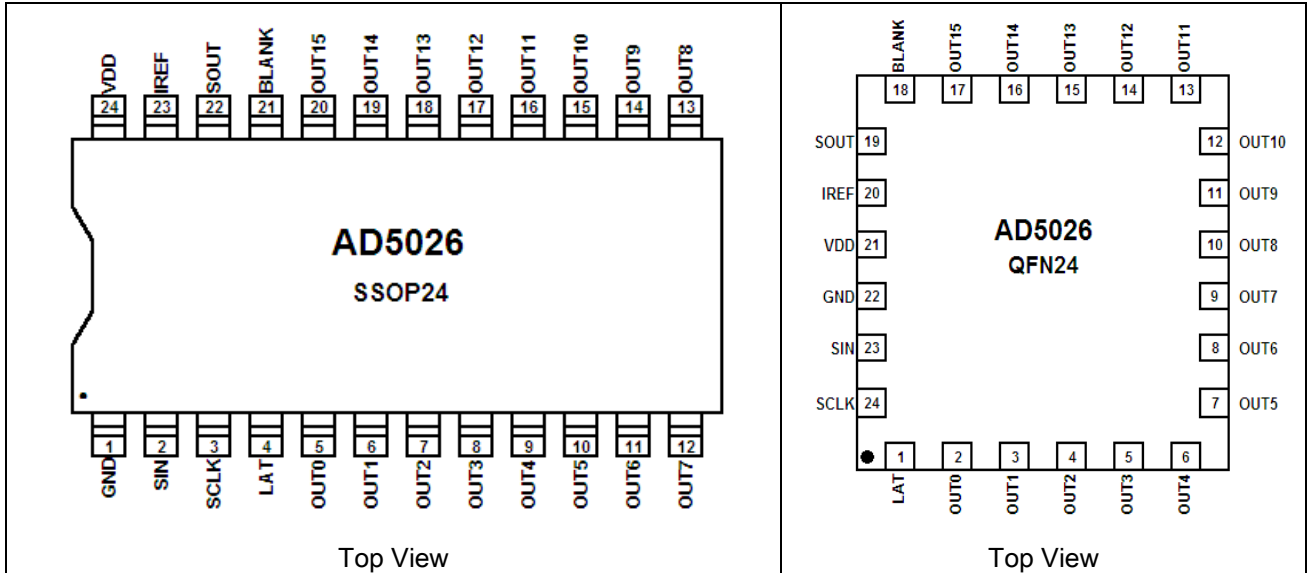 VDD IREF SOUT BLANK OUT15 OUT14 OUT13 OUT12 OUT11 OUT10 OUT9 OUT8
24 23 22 21 20 19 18 17 16 15 14 13
AD5026
SSOP24
1 2 3 4 5 6 7 8 9 10 11 12
GND SIN SCLK LAT OUT0 OUT1 OUT2 OUT3 OUT4 OUT5 OUT6 OUT7
Top View
BLANK OUT15 OUT14 OUT13 OUT12 OUT11
18 17 16 15 14 13
SOUT 19 12 OUT10
IREF 20 11 OUT9
VDD 21 AD5026 10 OUT8
QFN24
GND 22 9 OUT7
SIN 23 8 OUT6
SCLK 24 7 OUT5
1 2 3 4 5 6
LAT OUT0 OUT1 OUT2 OUT3 OUT4
Top View